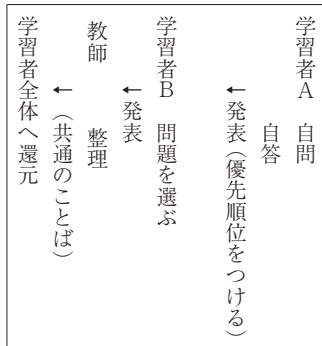 学習者A 自問
自答
↓発表(優先順位をつける)
学習者B 問題を選ぶ
↓発表
教師 整理
↓(共通のことば)
学習者全体へ還元